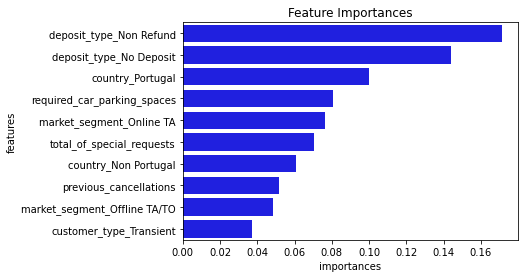 Feature Importances
deposit_type_Non Refund
deposit_type_No Deposit
country_Portugal
required_car_parking_spaces
market_segment_Online TA
total_of_special_requests
country_Non Portugal
previous_cancellations
market_segment_Offline TA/TO
customer_type_Transient
features
0.00 0.02 0.04 0.06 0.08 0.10 0.12 0.14 0.16
importances